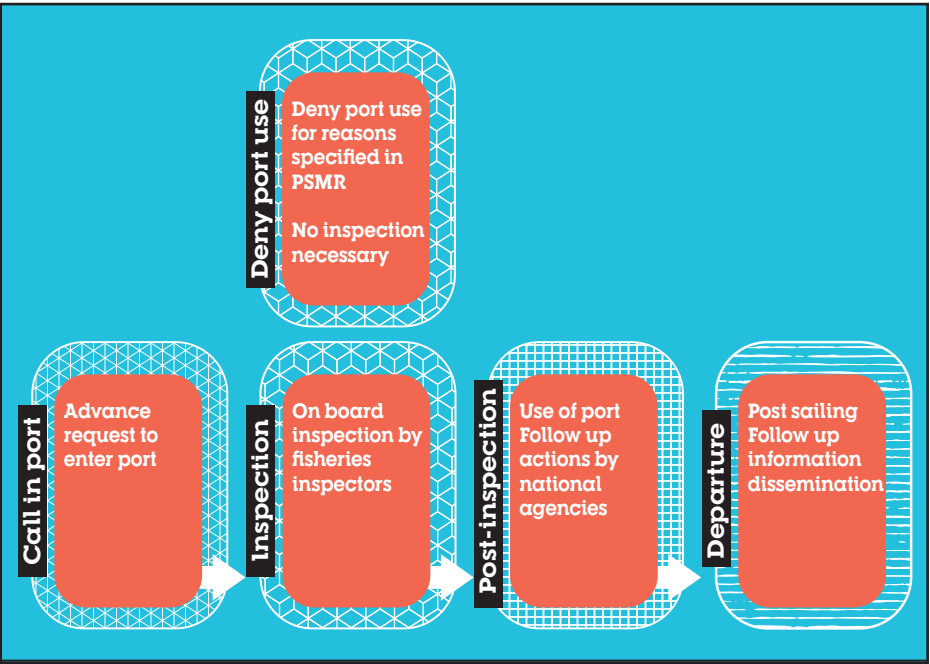 Deny port use
Deny port use
for reasons
specified in
PSMR
No inspection
necessary
Call in port
Advance
request to
enter port
Inspection
On board
inspection by
fisheries
inspectors
Post-inspection
Use of port
Follow up
actions by
national
agencies
Departure
Post sailing
Follow up
information
dissemination